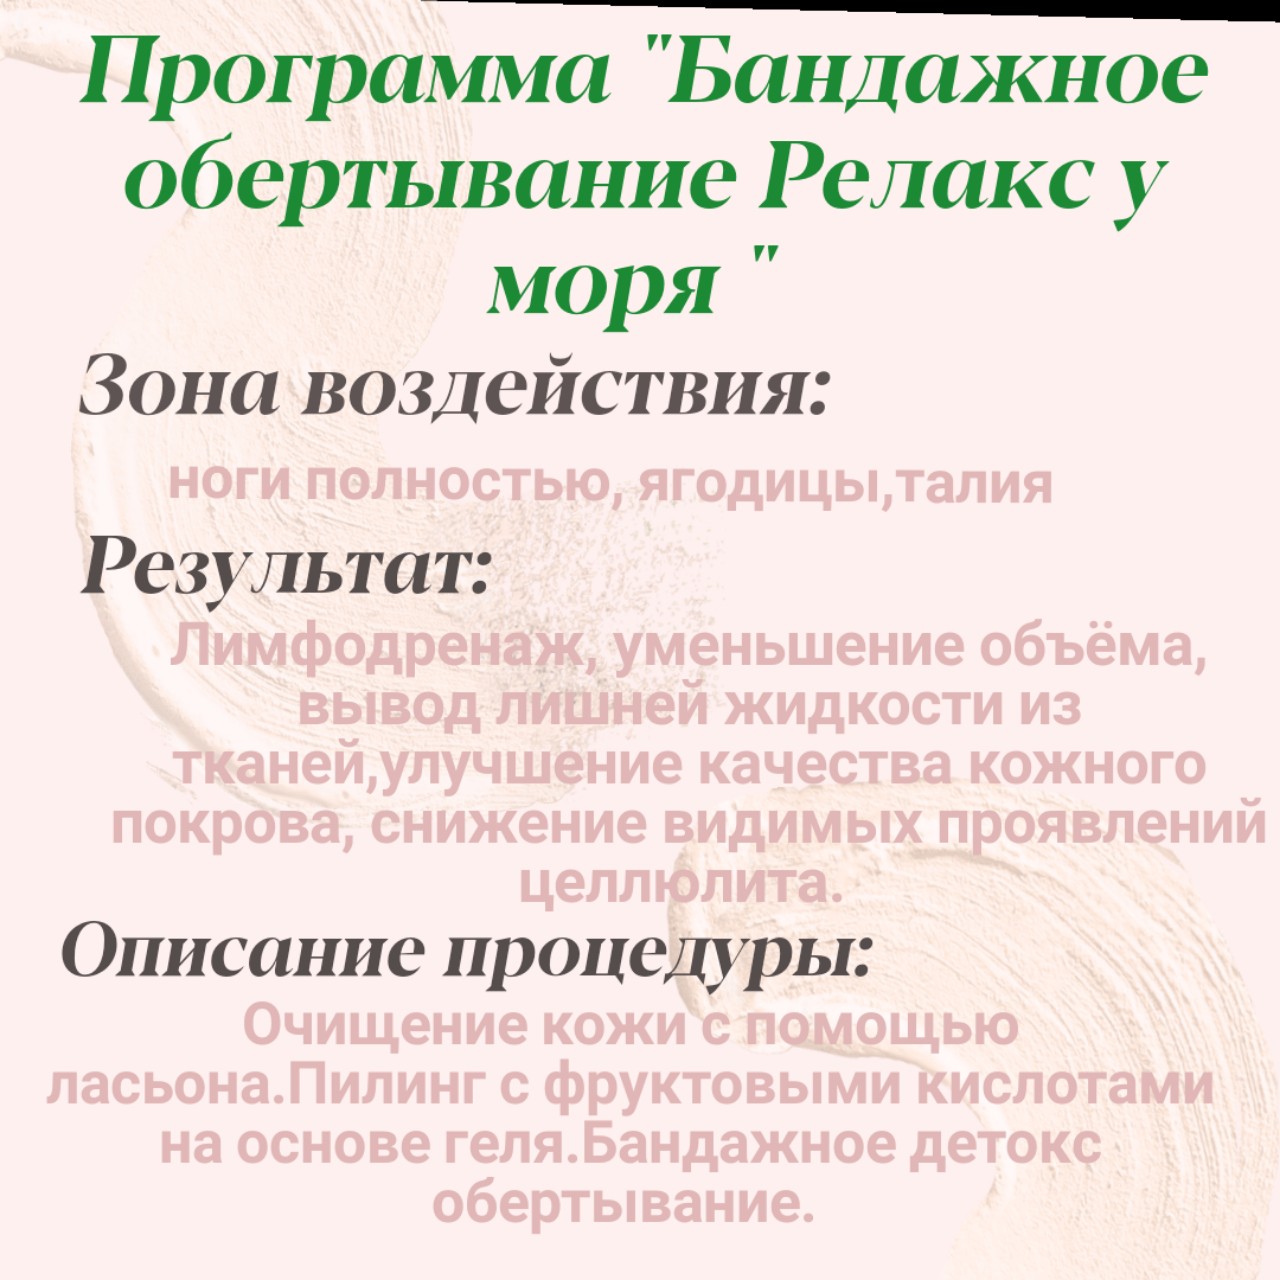 Программа "Бандажное
обертывание Релакс у
моря "
Зона воздействия:
ноги полностью, ягодицы,талия
Результат:
Лимфодренаж, уменьшение объёма,
вывод лишней жидкости из
тканей,улучшение качества кожного
покрова, снижение видимых проявлений
целлюлита.
Описание процедуры:
Очищение кожи с помощью
ласьона.Пилинг с фруктовыми кислотами
на основе геля.Бандажное детокс
обертывание.